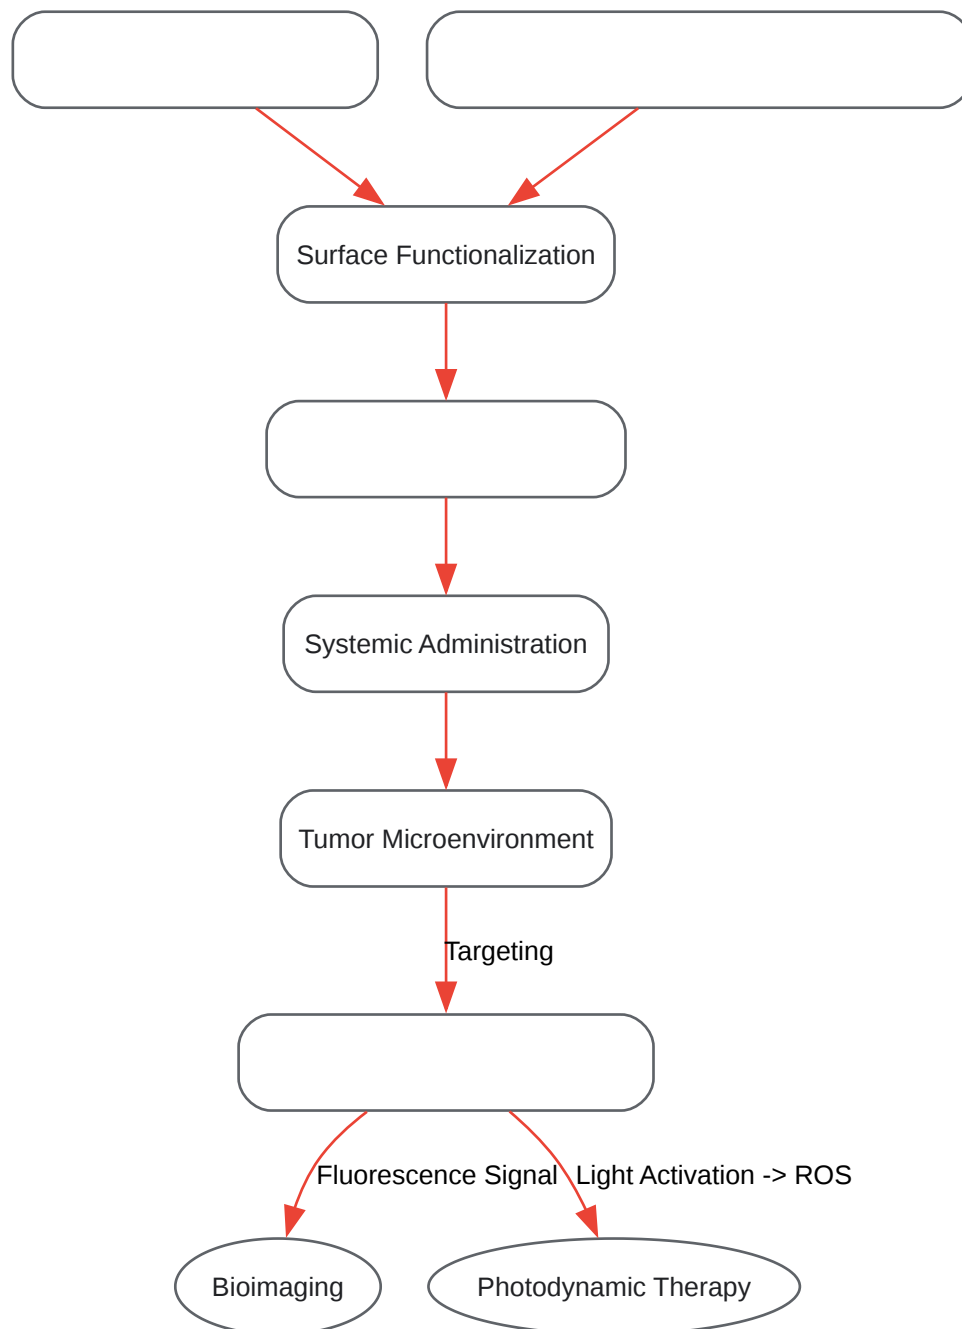 Surface Functionalization
Systemic Administration
Tumor Microenvironment
Targeting
Fluorescence Signal
Light Activation -> ROS
Bioimaging
Photodynamic Therapy